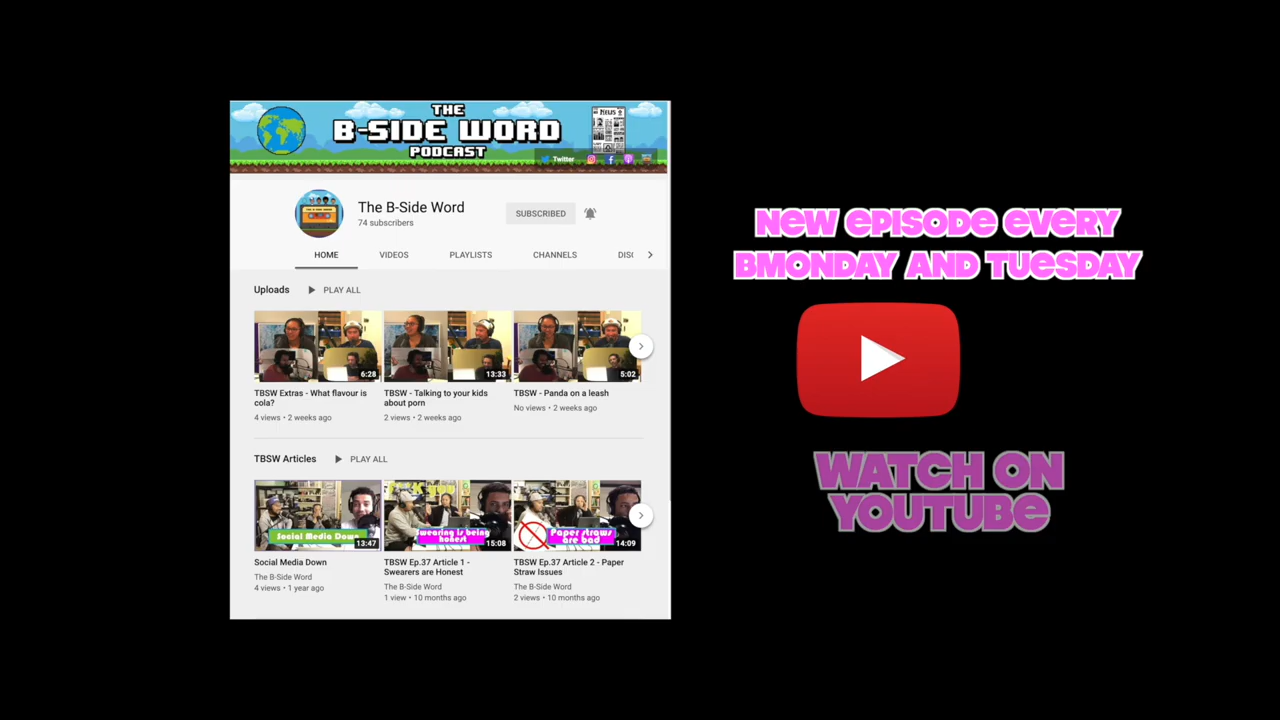 THE
B-SIDE WORD
PODCAST
NEWS
Twitter
The B-Side Word
74 subscribers
SUBSCRIBED
HOME VIDEOS PLAYLISTS CHANNELS DISC
Uploads PLAY ALL
6:28 13:33 5:02
TBSW Extras - What flavour is cola?
4 views • 2 weeks ago
TBSW - Talking to your kids about porn
2 views • 2 weeks ago
TBSW - Panda on a leash
No views • 2 weeks ago
TBSW Articles PLAY ALL
Social Media Down
13:47
Swearing is being
honest
15:08
Paper straws
are bad
14:09
Social Media Down
The B-Side Word
4 views • 1 year ago
TBSW Ep.37 Article 1 -
Swearers are Honest
The B-Side Word
1 view • 10 months ago
TBSW Ep.37 Article 2 - Paper
Straw Issues
The B-Side Word
2 views • 10 months ago
NEW EPISODE EVERY
BMONDAY AND TUESDAY
WATCH ON
YOUTUBE